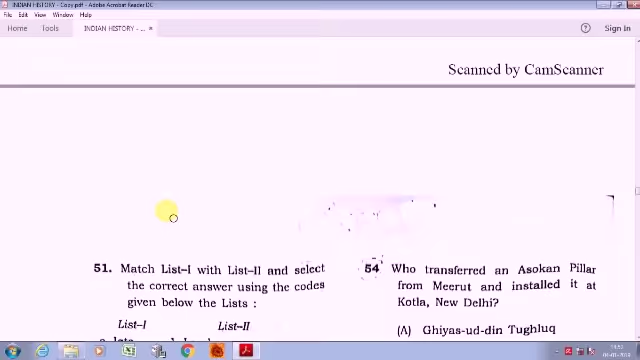 INDIAN HISTORY - Copy.pdf - Adobe Acrobat Reader DC
File Edit View Window Help
Home Tools INDIAN HISTORY - ... × Sign In
Scanned by CamScanner
51. Match List–I with List–II and select
the correct answer using the codes
given below the Lists :
List–I List–II
54 Who transferred an Asokan Pillar
from Meerut and installed it at
Kotla, New Delhi?
(A) Ghiyas-ud-din Tughluq